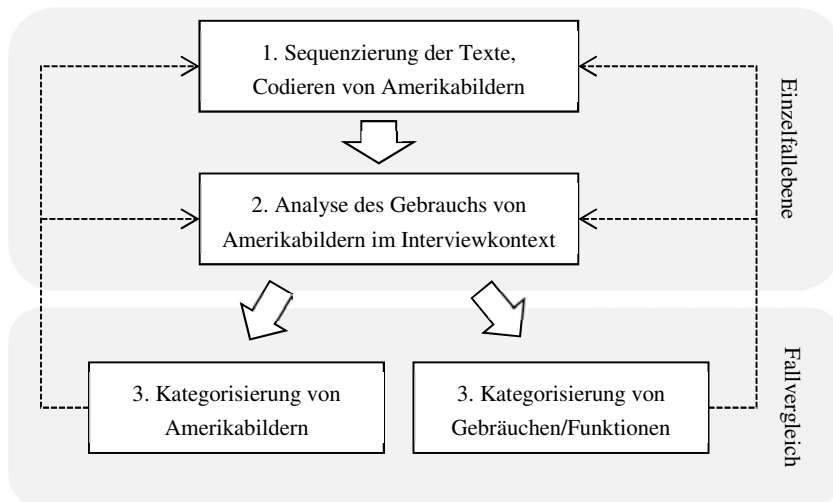 1. Sequenzierung der Texte,
Codieren von Amerikabildern
2. Analyse des Gebrauchs von
Amerikabildern im Interviewkontext
Einzelfallebene
3. Kategorisierung von
Amerikabildern
3. Kategorisierung von
Gebräuchen/Funktionen
Fallvergleich